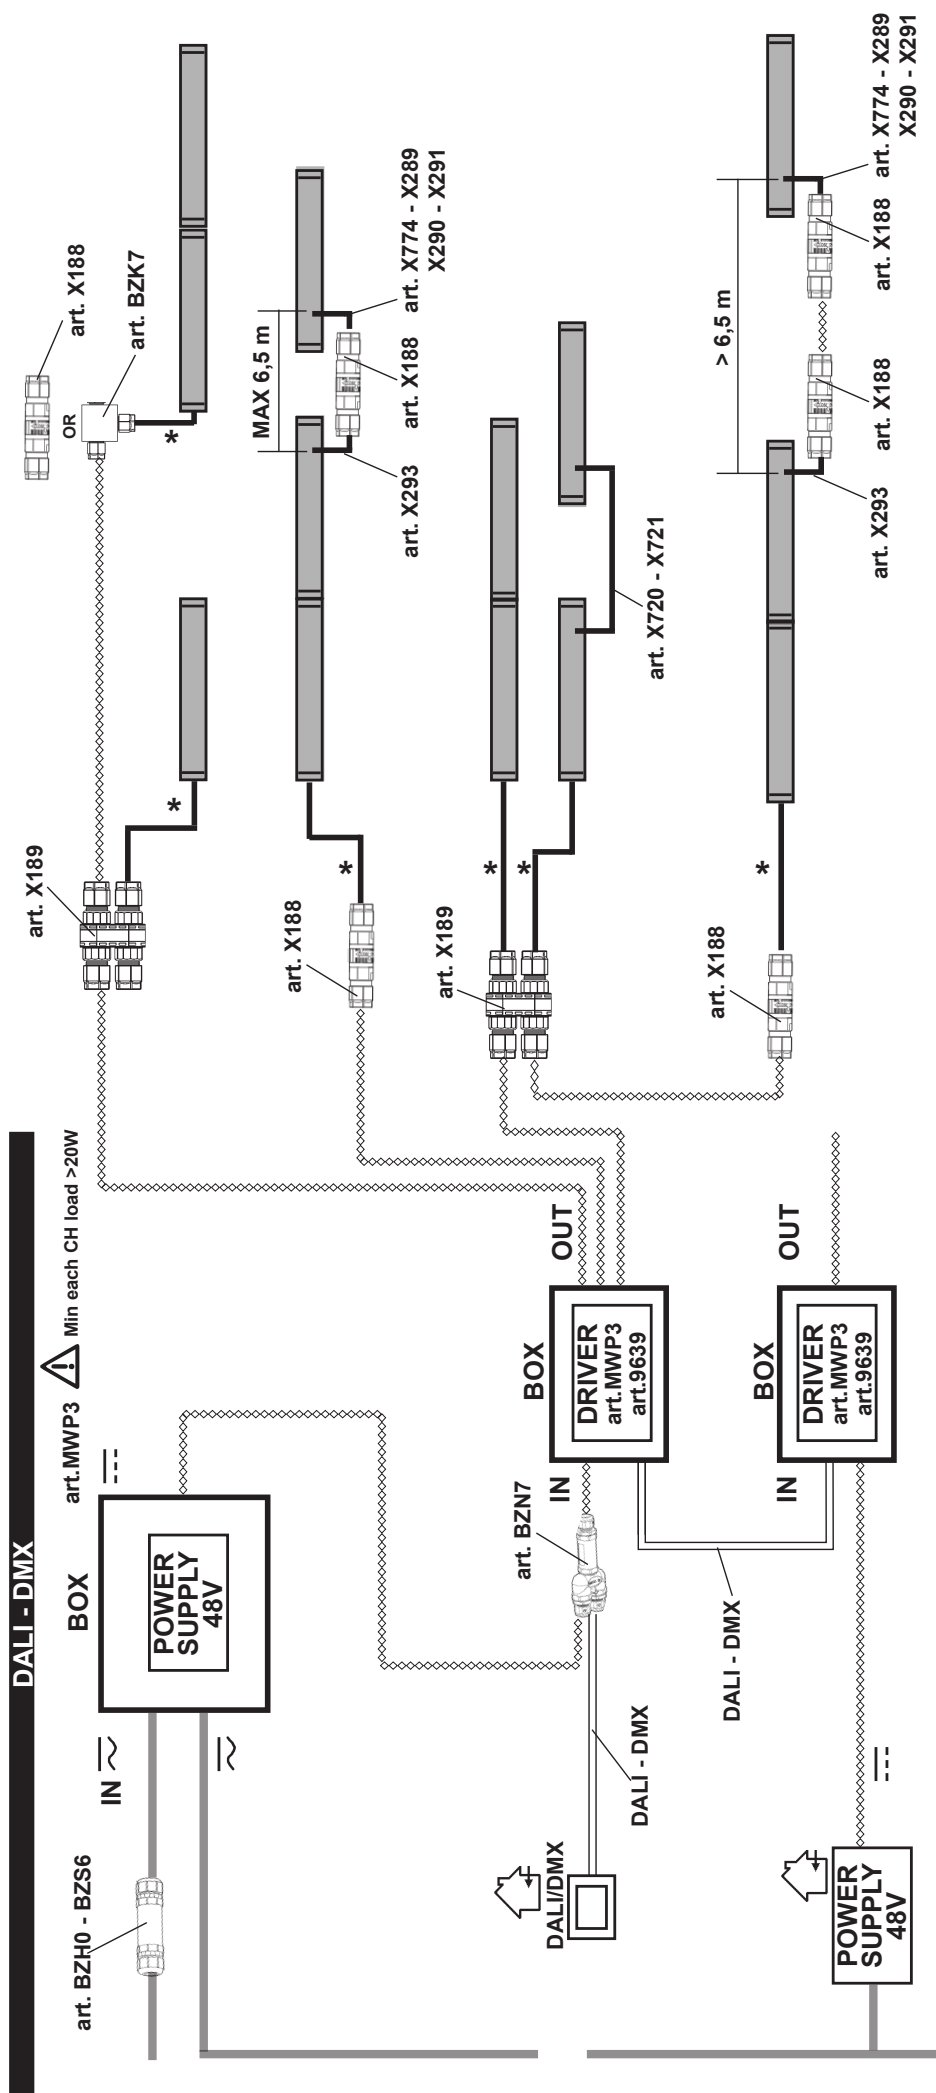 DALI - DMX
art.MWP3
Min each CH load >20W
art. BZH0 - BZS6
IN
BOX
POWER
SUPPLY
48V
art. X189
*
OR
art. X188
art. BZK7
*
art. X188
*
MAX 6,5 m
art. X293
art. X188
art. X774 - X289
X290 - X291
DALI/DMX
DALI - DMX
art. BZN7
IN
BOX
DRIVER
art.MWP3
art.9639
OUT
art. X189
*
*
art. X720 - X721
DALI - DMX
POWER
SUPPLY
48V
IN
BOX
DRIVER
art.MWP3
art.9639
OUT
art. X188
*
> 6,5 m
art. X293
art. X188
art. X188
art. X774 - X289
X290 - X291